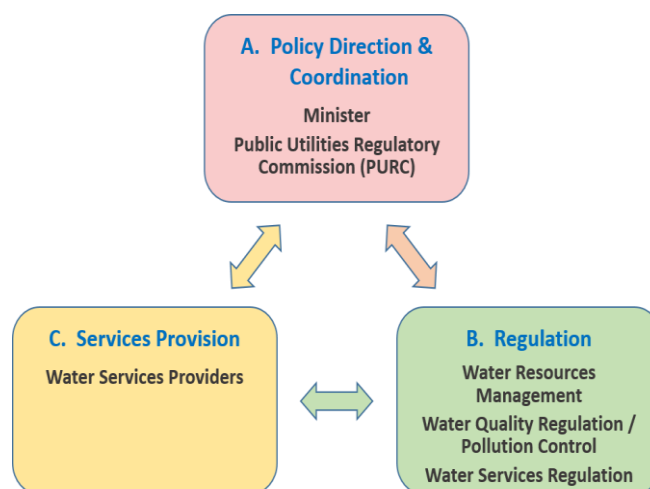 A. Policy Direction &
Coordination
Minister
Public Utilities Regulatory
Commission (PURC)
C. Services Provision
Water Services Providers
B. Regulation
Water Resources
Management
Water Quality Regulation /
Pollution Control
Water Services Regulation